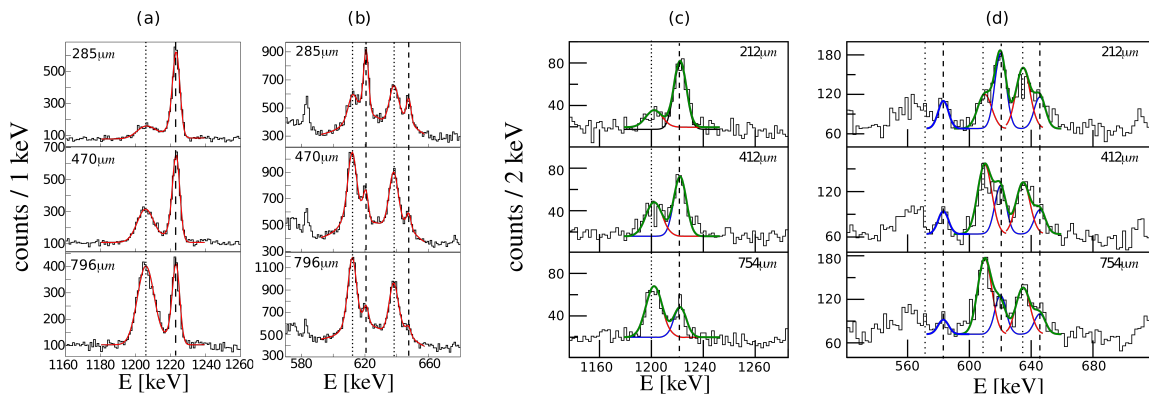 (a) (b) (c) (d)
counts / 1 keV
285μm
500
300
100
470μm
700
500
300
100
796μm
400
300
200
100
1160 1180 1200 1220 1240 1260
E [keV]
285μm
900
700
500
300
470μm
900
700
500
300
796μm
1100
900
700
500
300
580 600 620 640 660
E [keV]
counts / 2 keV
212μm
80
40
412μm
80
40
754μm
80
40
1160 1200 1240 1260
E [keV]
212μm
180
120
60
412μm
120
60
754μm
180
120
60
560 600 640 680
E [keV]